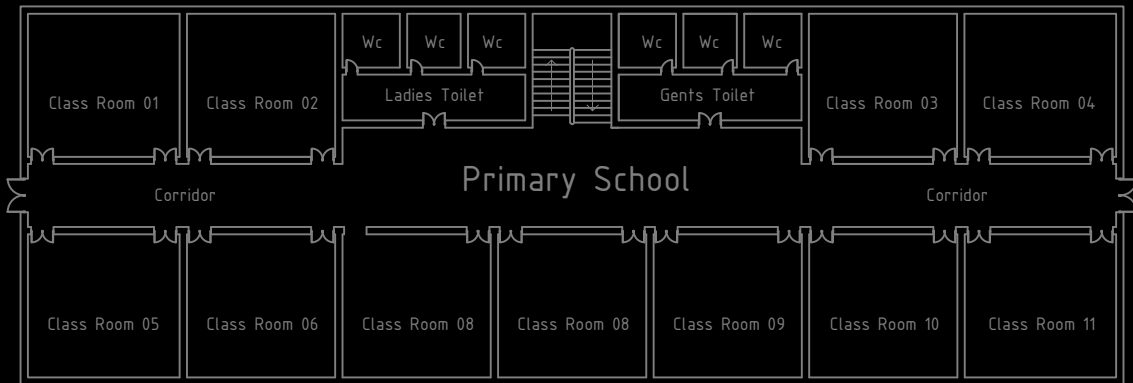 Wc
Wc
Wc
Wc
Wc
Wc
Class Room 01
Class Room 02
Ladies Toilet
Gents Toilet
Class Room 03
Class Room 04
Primary School
Corridor
Corridor
Class Room 05
Class Room 06
Class Room 08
Class Room 08
Class Room 09
Class Room 10
Class Room 11